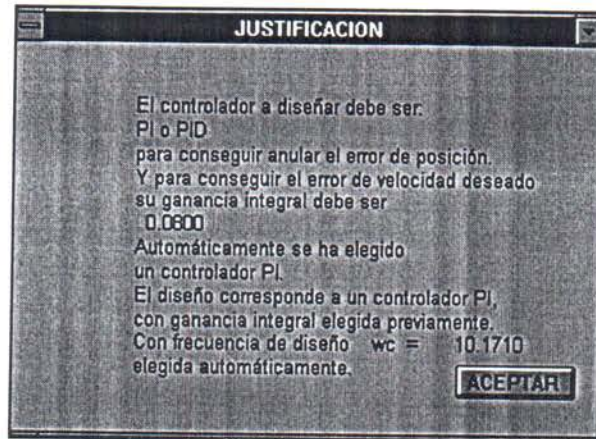 JUSTIFICACION
El controlador a diseñar debe ser:
PI o PID
para conseguir anular el error de posición.
Y para conseguir el error de velocidad deseado
su ganancia integral debe ser
0.0800
Automáticamente se ha elegido
un controlador PI.
El diseño corresponde a un controlador PI,
con ganancia integral elegida previamente.
Con frecuencia de diseño wc = 10.1710
elegida automáticamente.
ACEPTAR